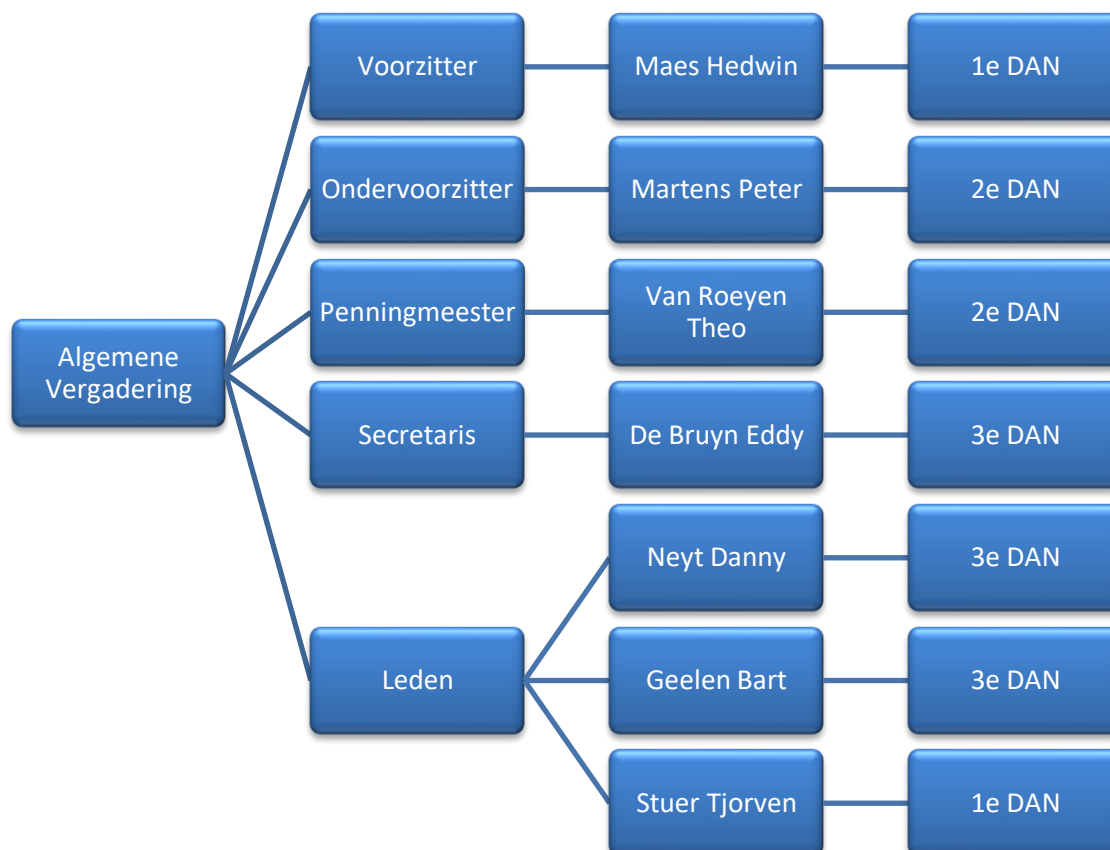 Voorzitter
Maes Hedwin
1e DAN
Ondervoorzitter
Martens Peter
2e DAN
Penningmeester
Van Roeyen
Theo
2e DAN
Algemene
Vergadering
Secretaris
De Bruyn Eddy
3e DAN
Leden
Neyt Danny
3e DAN
Geelen Bart
3e DAN
Stuer Tjorven
1e DAN